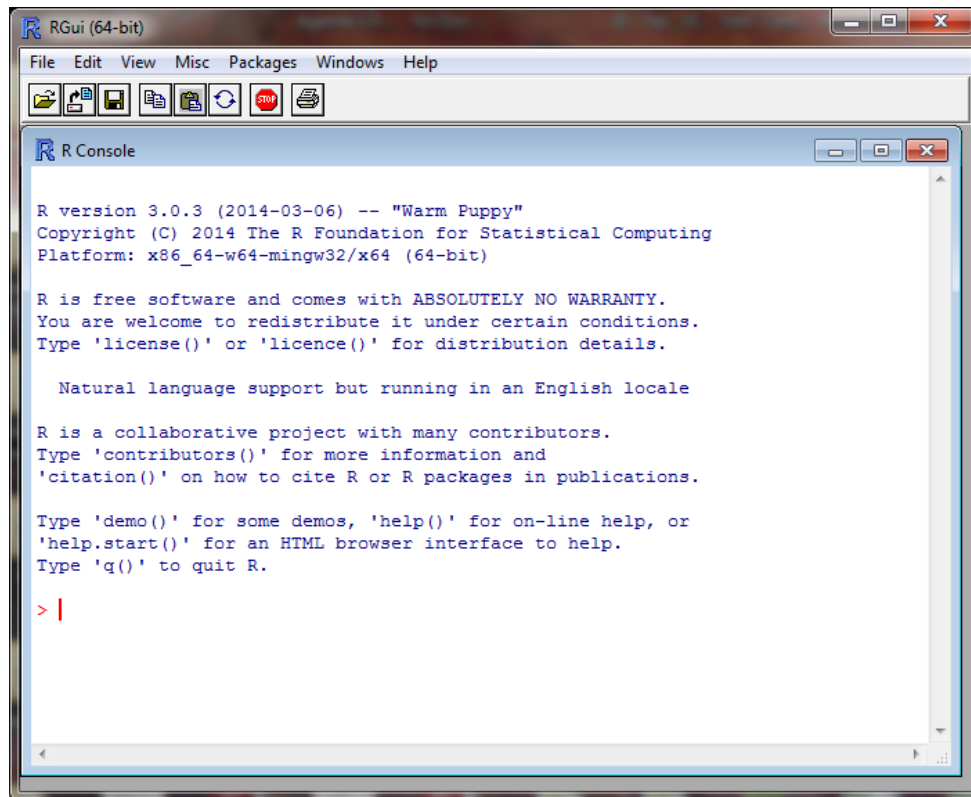 RGui (64-bit)
File Edit View Misc Packages Windows Help
STOP
R Console
R version 3.0.3 (2014-03-06) -- "Warm Puppy"
Copyright (C) 2014 The R Foundation for Statistical Computing
Platform: x86_64-w64-mingw32/x64 (64-bit)
R is free software and comes with ABSOLUTELY NO WARRANTY.
You are welcome to redistribute it under certain conditions.
Type 'license()' or 'licence()' for distribution details.
Natural language support but running in an English locale
R is a collaborative project with many contributors.
Type 'contributors()' for more information and
'citation()' on how to cite R or R packages in publications.
Type 'demo()' for some demos, 'help()' for on-line help, or
'help.start()' for an HTML browser interface to help.
Type 'q()' to quit R.
>